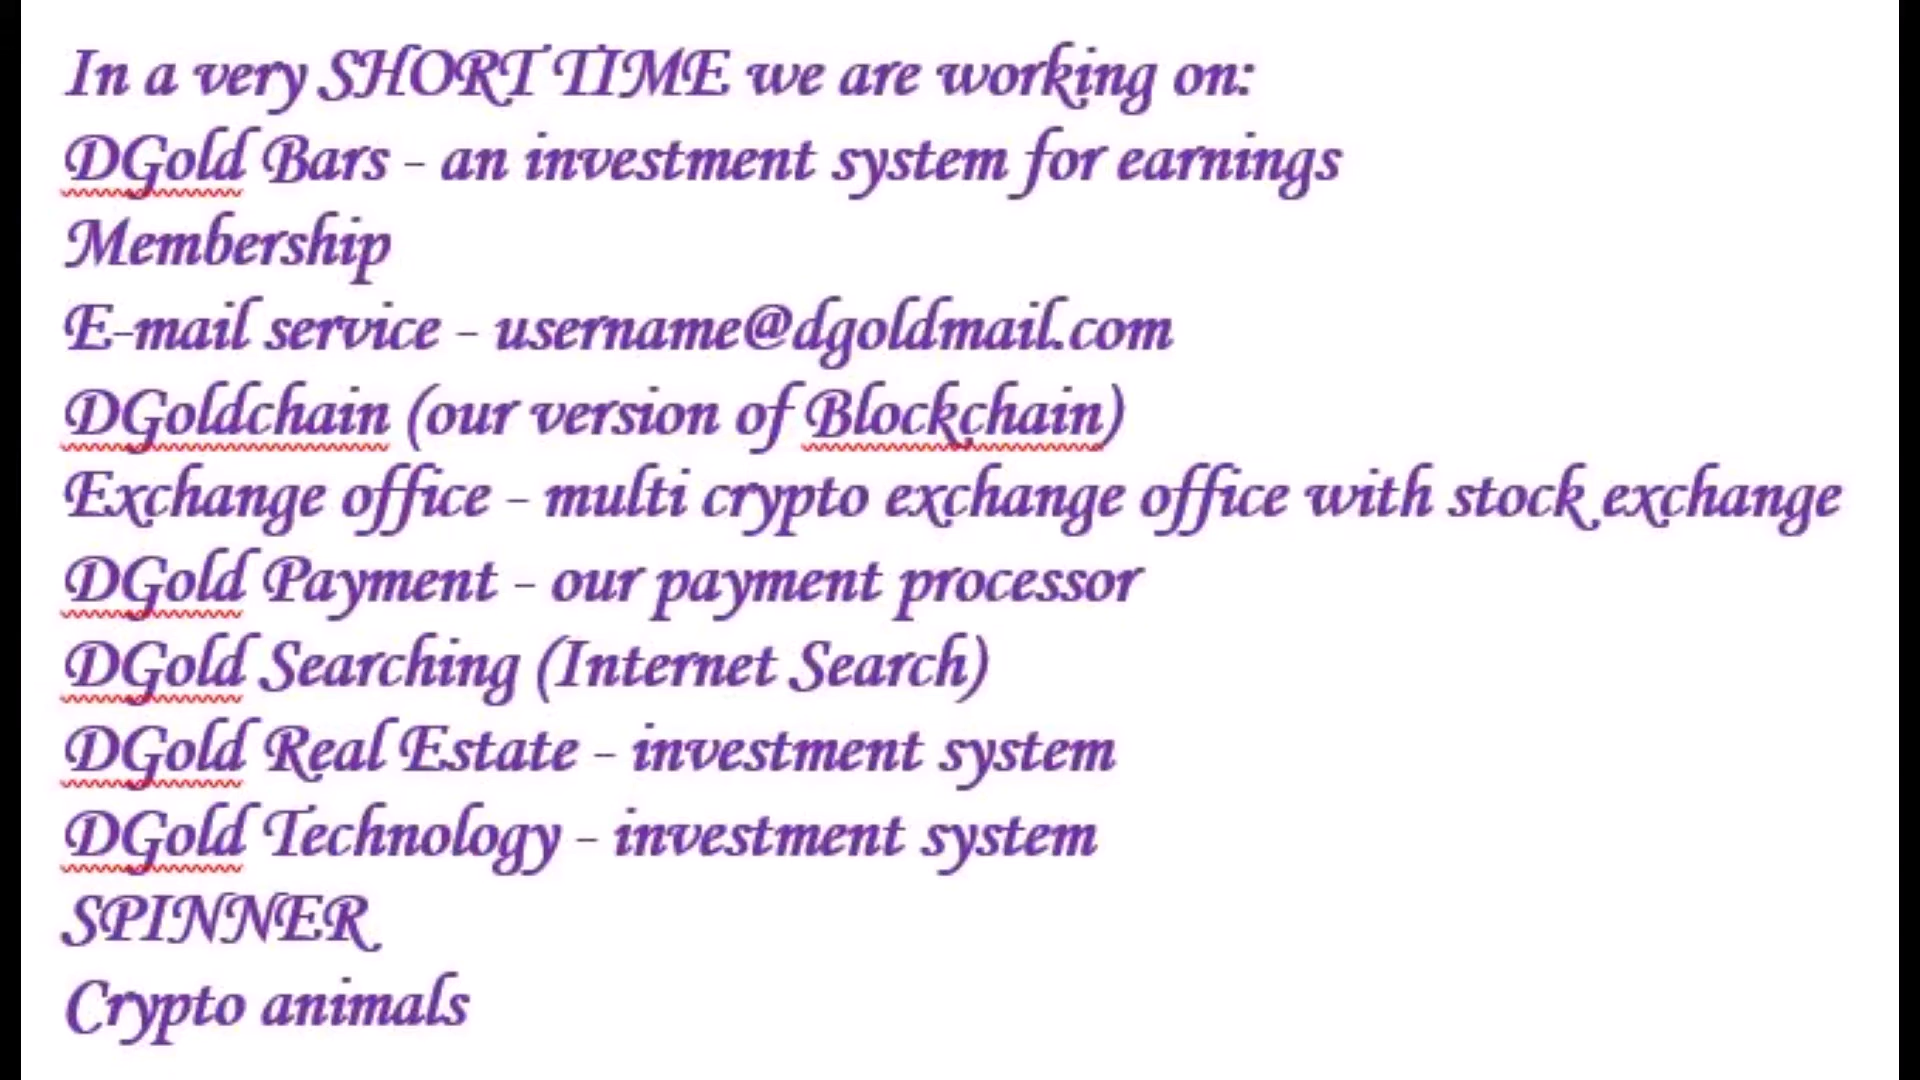 In a very SHORT TIME we are working on:
DGold Bars - an investment system for earnings
Membership
E-mail service - username@dgoldmail.com
DGoldchain (our version of Blockchain)
Exchange office - multi crypto exchange office with stock exchange
DGold Payment - our payment processor
DGold Searching (Internet Search)
DGold Real Estate - investment system
DGold Technology - investment system
SPINNER
Crypto animals